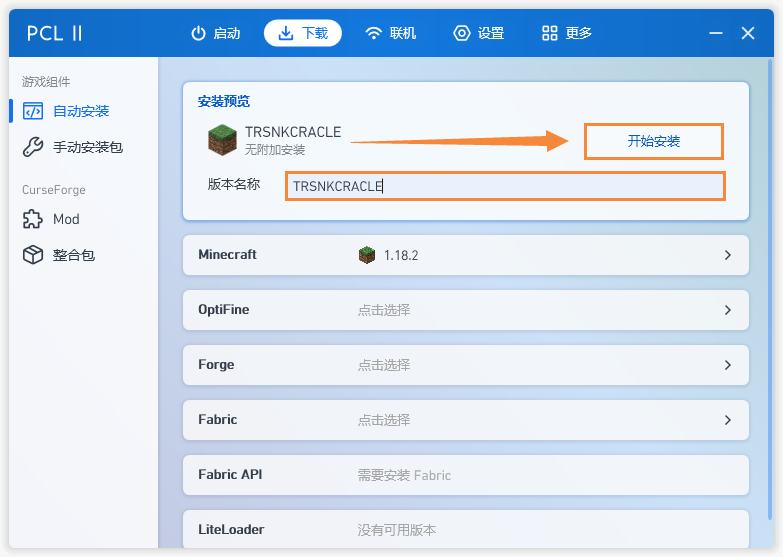 PCL II
启动
下载
联机
设置
更多
游戏组件
自动安装
手动安装包
CurseForge
Mod
整合包
安装预览
TRSNKCRACLE
无附加安装
开始安装
版本名称
TRSNKCRACLE
Minecraft 1.18.2
OptiFine 点击选择
Forge 点击选择
Fabric 点击选择
Fabric API 需要安装 Fabric
LiteLoader 没有可用版本